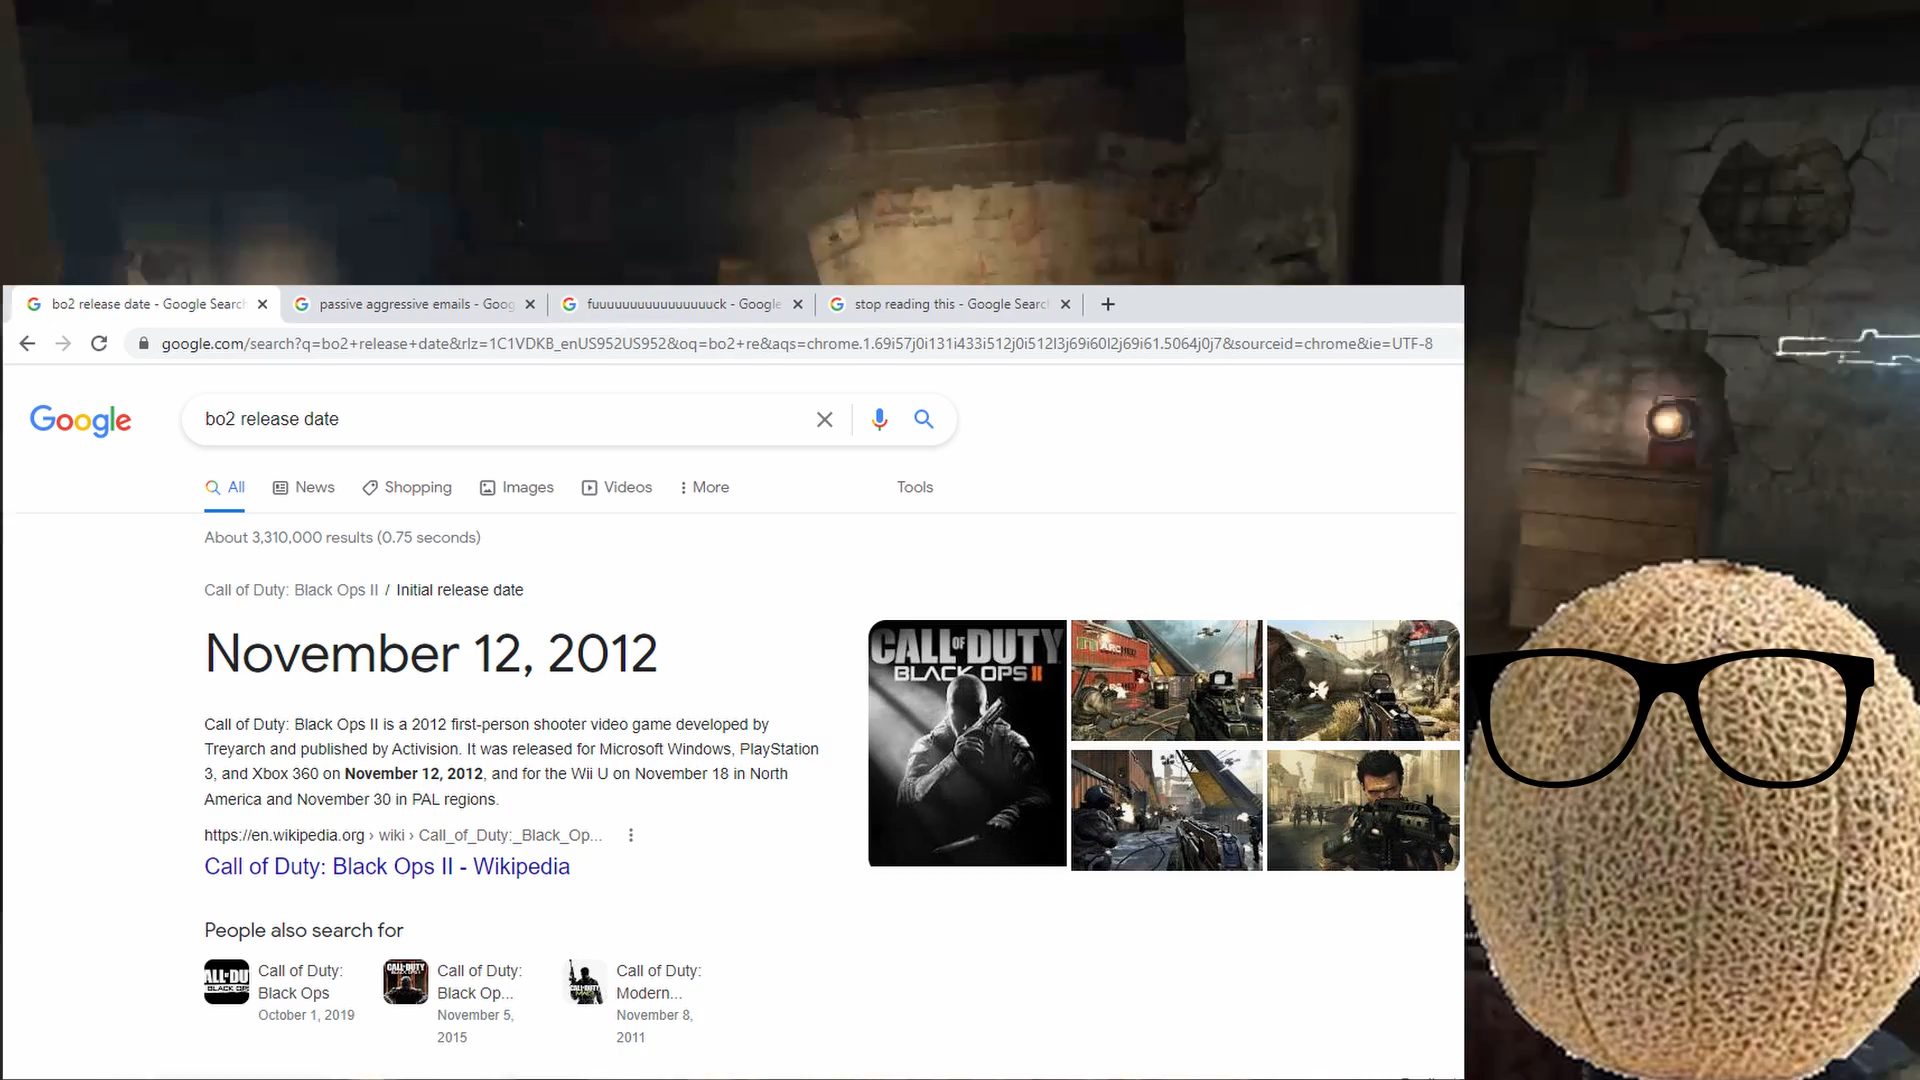 bo2 release date - Google Search
passive aggressive emails - Goog
fuuuuuuuuuuuuuuuuck - Google
stop reading this - Google Search
google.com/search?q=bo2+release+date&rlz=1C1VDKB_enUS952US952&oq=bo2+re&aqs=chrome.1.69i57j0i131i433i512j0i512l3j69i60l2j69i61.5064j0j7&sourceid=chrome&ie=UTF-8
Google
bo2 release date
All News Shopping Images Videos More Tools
About 3,310,000 results (0.75 seconds)
Call of Duty: Black Ops II / Initial release date
November 12, 2012
Call of Duty: Black Ops II is a 2012 first-person shooter video game developed by
Treyarch and published by Activision. It was released for Microsoft Windows, PlayStation
3, and Xbox 360 on November 12, 2012, and for the Wii U on November 18 in North
America and November 30 in PAL regions.
https://en.wikipedia.org › wiki › Call_of_Duty:_Black_Op...
Call of Duty: Black Ops II - Wikipedia
CALL OF DUTY
BLACK OPS II
People also search for
Call of Duty:
Black Ops
October 1, 2019
Call of Duty:
Black Op...
November 5,
2015
Call of Duty:
Modern...
November 8,
2011